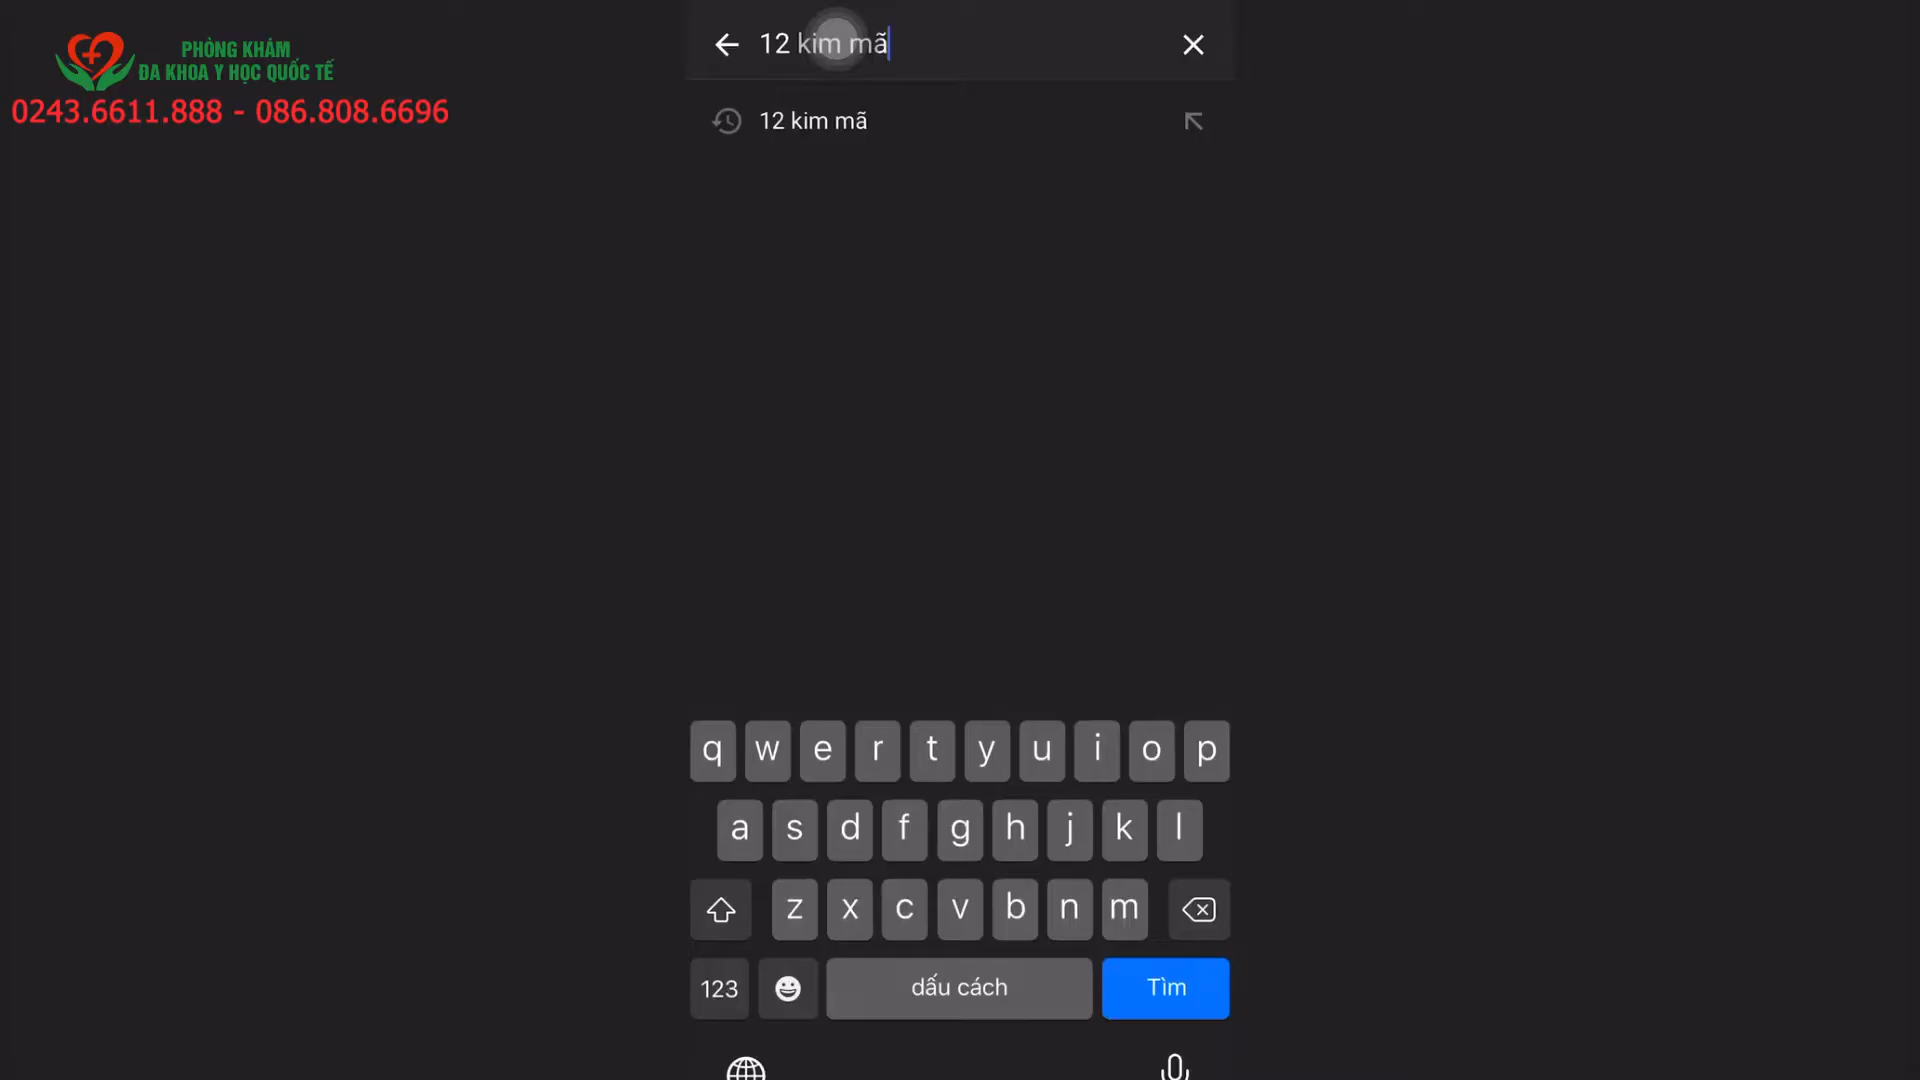 PHÒNG KHÁM
ĐA KHOA Y HỌC QUỐC TẾ
0243.6611.888 - 086.808.6696
12 kim mã
12 kim mã
q w e r t y u i o p
a s d f g h j k l
z x c v b n m
123 dấu cách Tìm